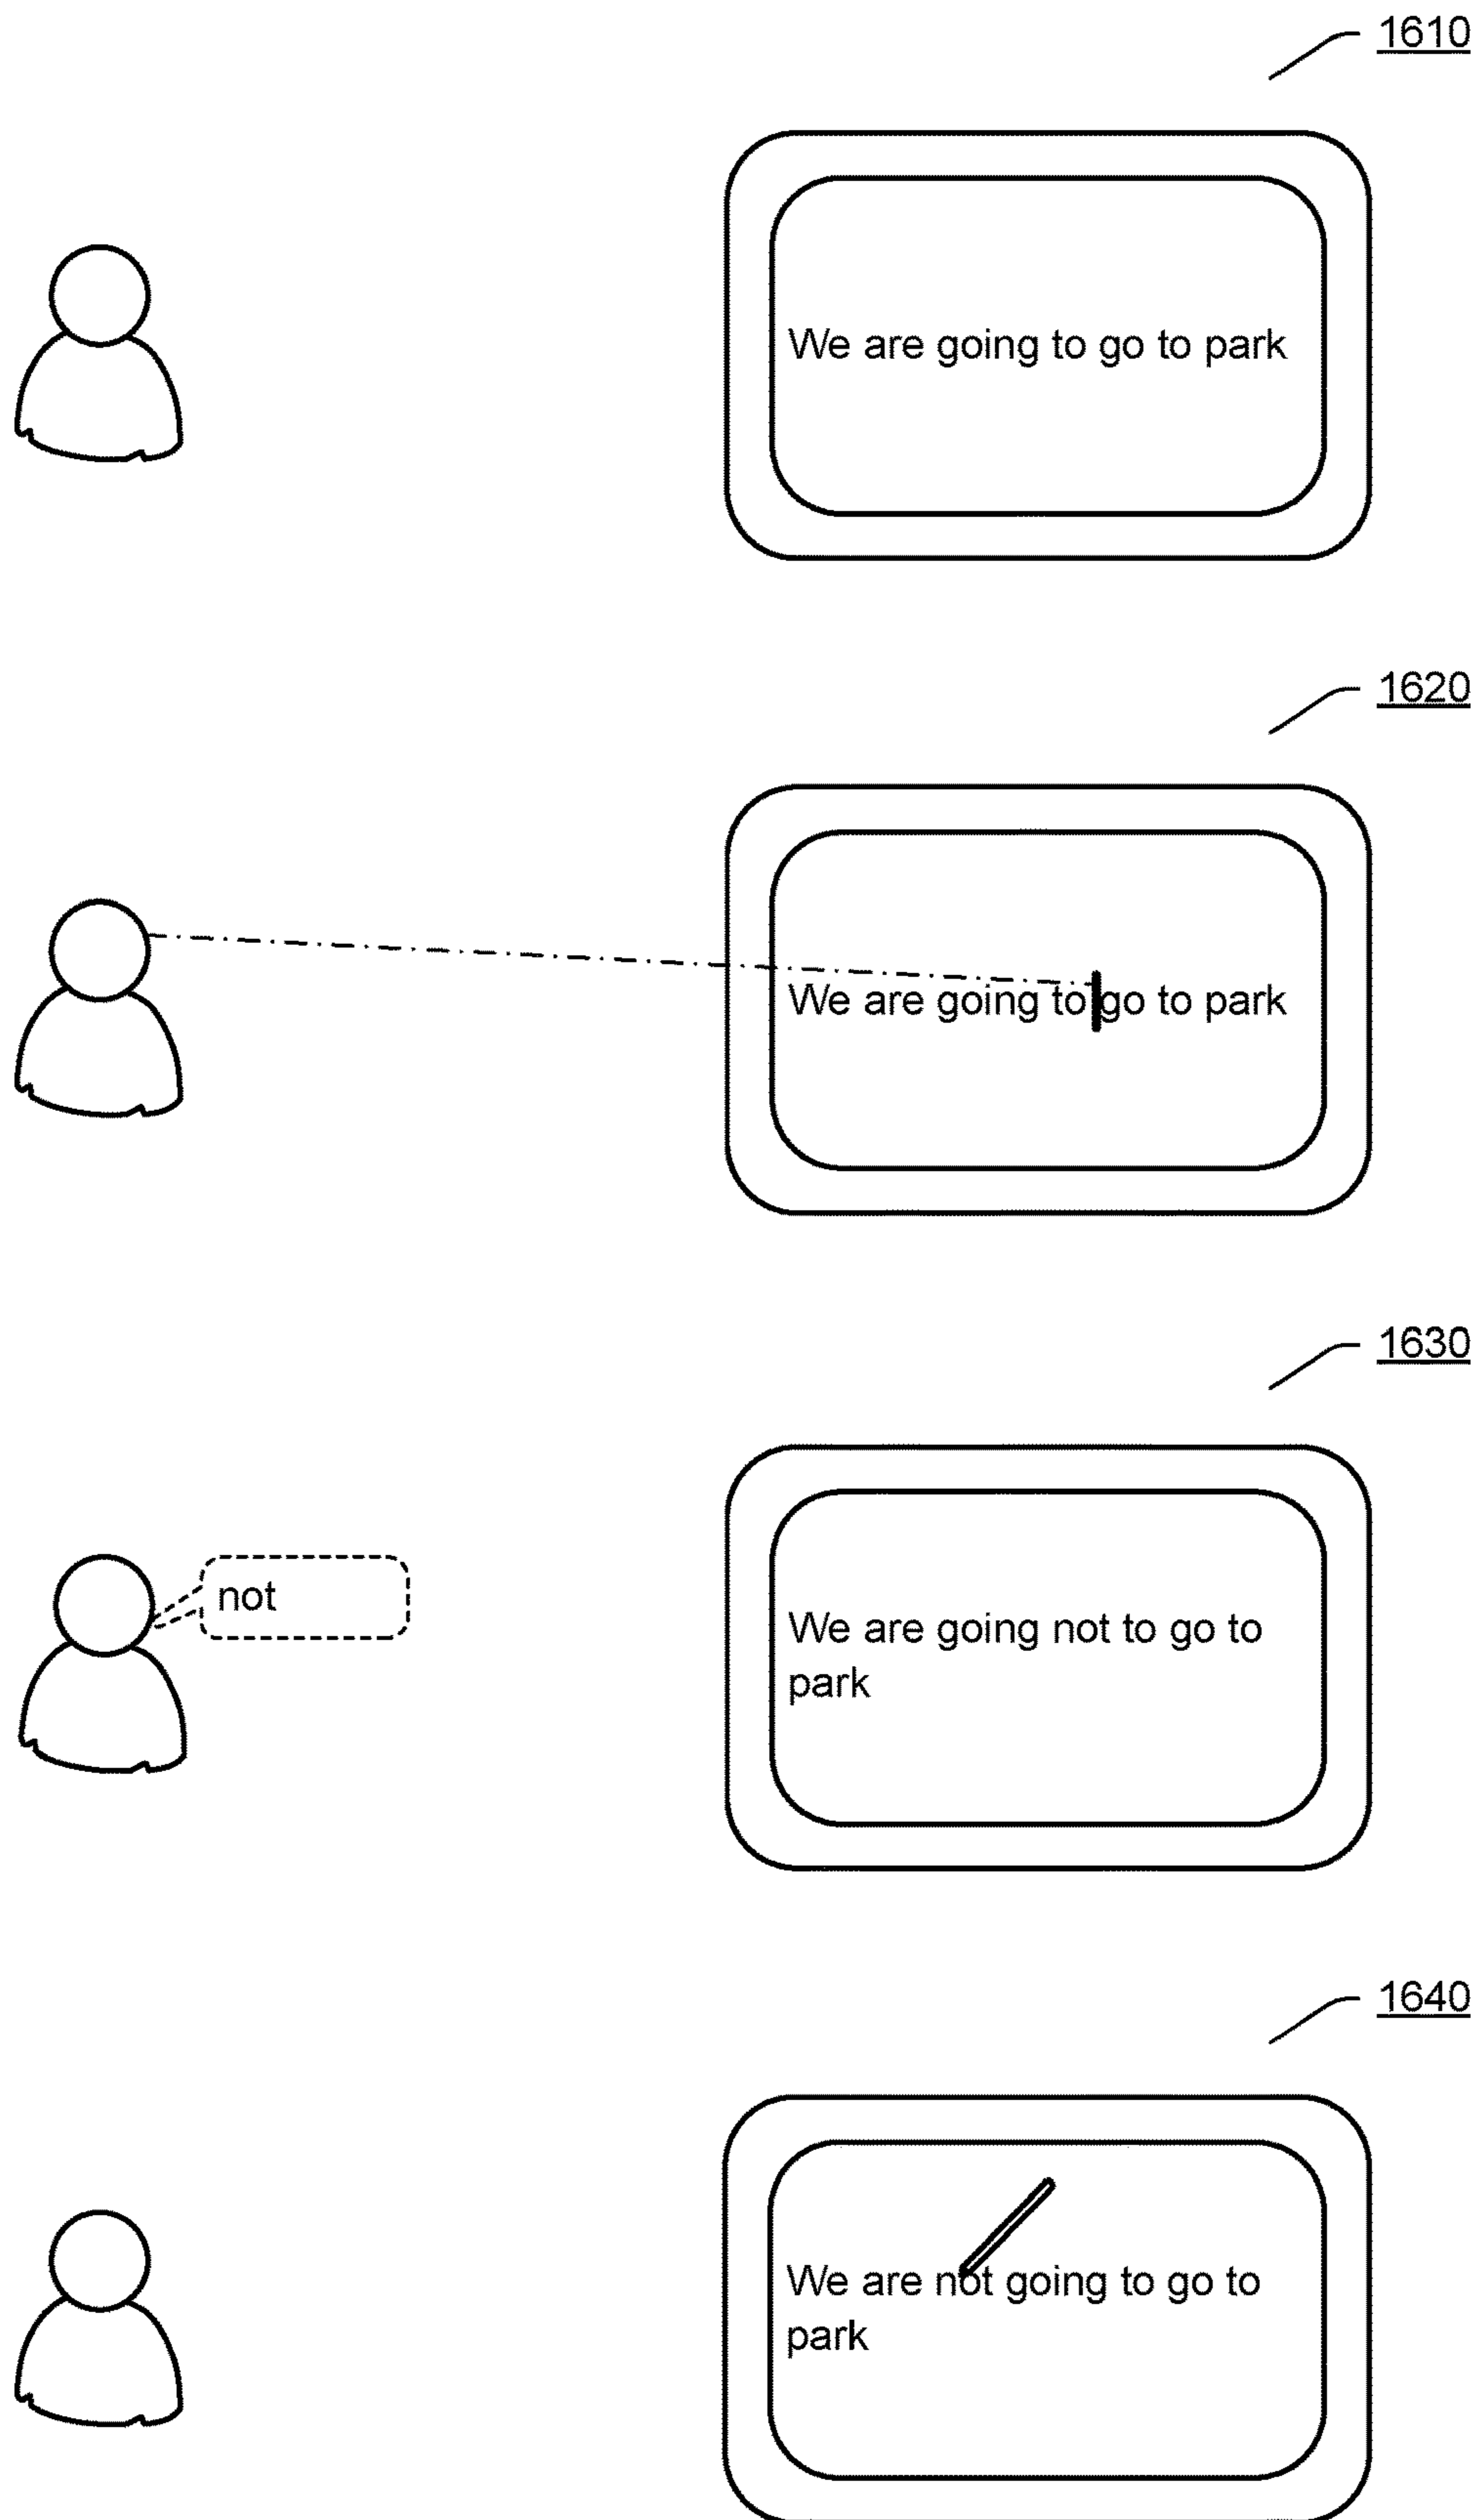 1610
We are going to go to park
1620
We are going to go to park
1630
not
We are going not to go to
park
1640
We are not going to go to
park